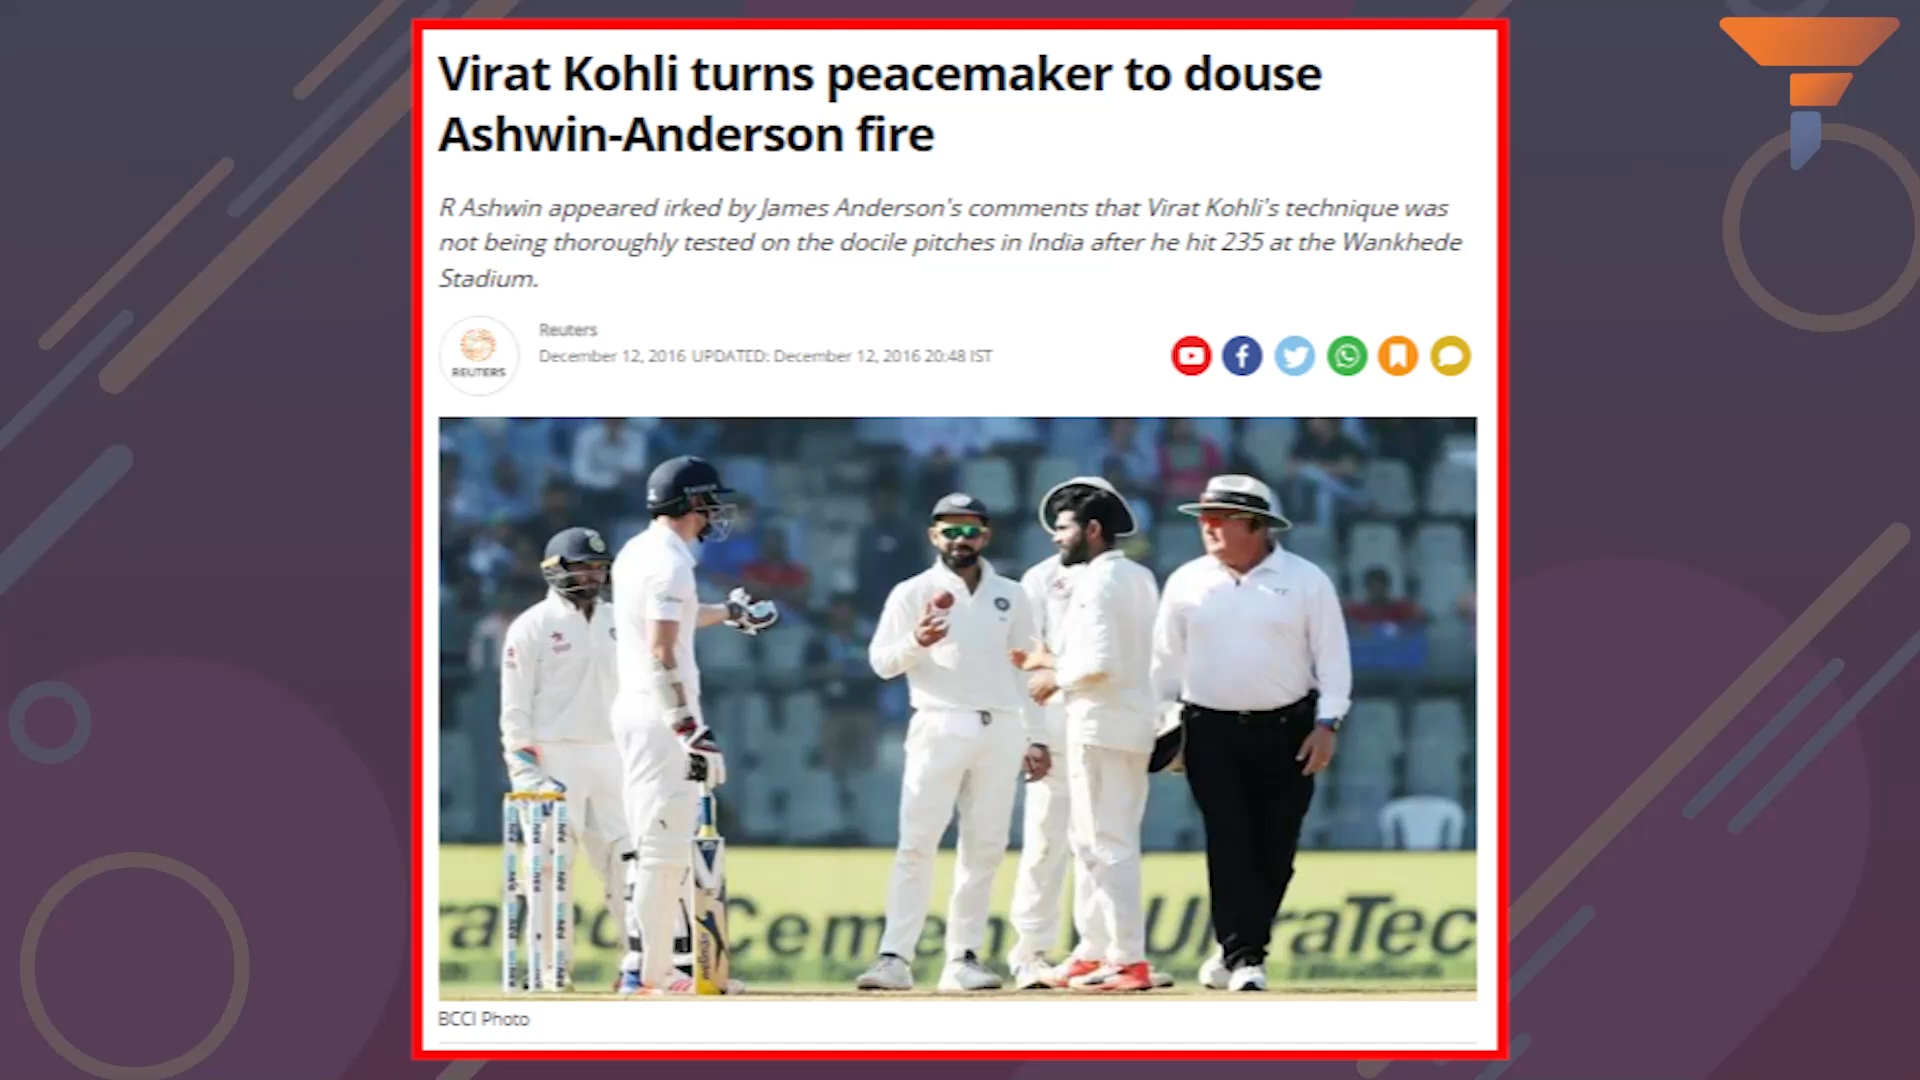 Virat Kohli turns peacemaker to douse
Ashwin-Anderson fire
R Ashwin appeared irked by James Anderson's comments that Virat Kohli's technique was
not being thoroughly tested on the docile pitches in India after he hit 235 at the Wankhede
Stadium.
Reuters
December 12, 2016 UPDATED: December 12, 2016 20:48 IST
REUTERS
Cement
UltraTec
BCCI Photo